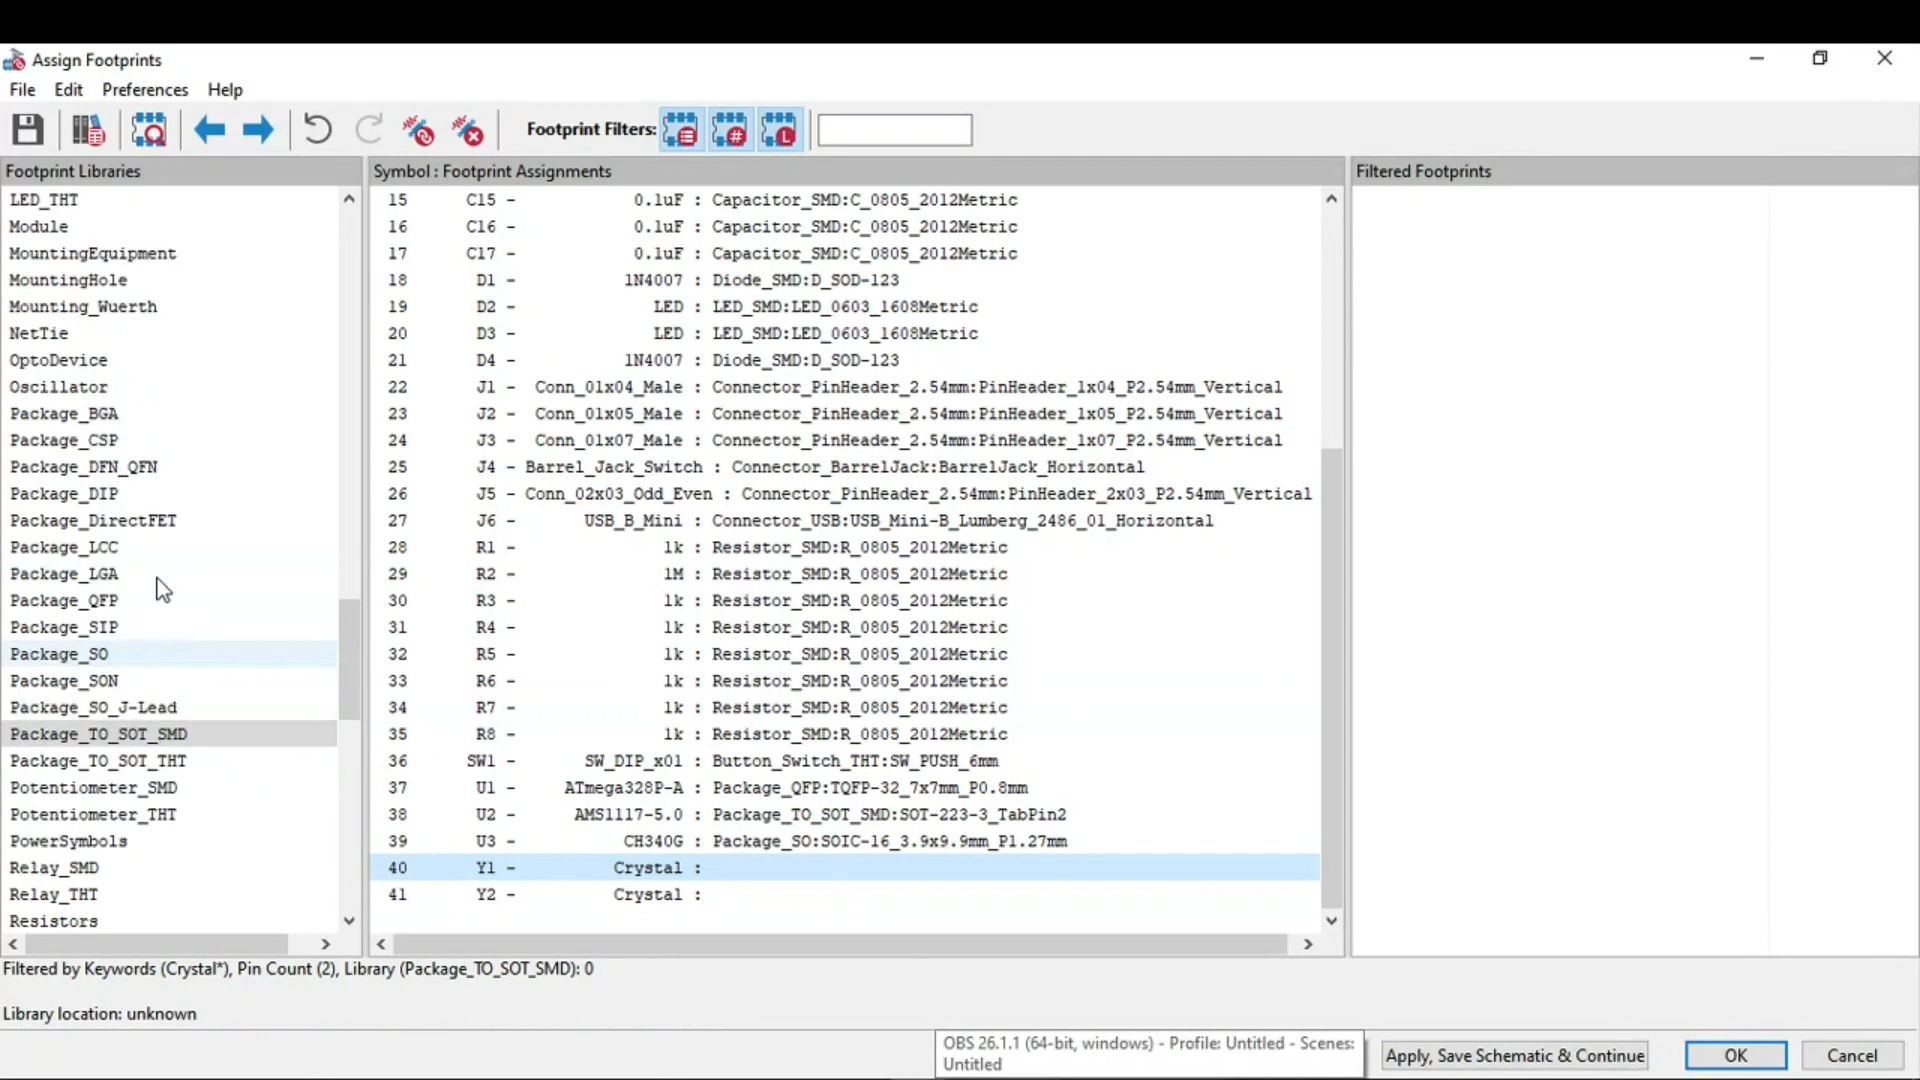 Assign Footprints
File Edit Preferences Help
Footprint Filters:
Footprint Libraries
LED_THT
Module
MountingEquipment
MountingHole
Mounting_Wuerth
NetTie
OptoDevice
Oscillator
Package_BGA
Package_CSP
Package_DFN_QFN
Package_DIP
Package_DirectFET
Package_LCC
Package_LGA
Package_QFP
Package_SIP
Package_SO
Package_SON
Package_SO_J-Lead
Package_TO_SOT_SMD
Package_TO_SOT_THT
Potentiometer_SMD
Potentiometer_THT
PowerSymbols
Relay_SMD
Relay_THT
Resistors
Symbol : Footprint Assignments
15 C15 - 0.1uF : Capacitor_SMD:C_0805_2012Metric
16 C16 - 0.1uF : Capacitor_SMD:C_0805_2012Metric
17 C17 - 0.1uF : Capacitor_SMD:C_0805_2012Metric
18 D1 - 1N4007 : Diode_SMD:D_SOD-123
19 D2 - LED : LED_SMD:LED_0603_1608Metric
20 D3 - LED : LED_SMD:LED_0603_1608Metric
21 D4 - 1N4007 : Diode_SMD:D_SOD-123
22 J1 - Conn_01x04_Male : Connector_PinHeader_2.54mm:PinHeader_1x04_P2.54mm_Vertical
23 J2 - Conn_01x05_Male : Connector_PinHeader_2.54mm:PinHeader_1x05_P2.54mm_Vertical
24 J3 - Conn_01x07_Male : Connector_PinHeader_2.54mm:PinHeader_1x07_P2.54mm_Vertical
25 J4 - Barrel_Jack_Switch : Connector_BarrelJack:BarrelJack_Horizontal
26 J5 - Conn_02x03_Odd_Even : Connector_PinHeader_2.54mm:PinHeader_2x03_P2.54mm_Vertical
27 J6 - USB_B_Mini : Connector_USB:USB_Mini-B_Lumberg_2486_01_Horizontal
28 R1 - 1k : Resistor_SMD:R_0805_2012Metric
29 R2 - 1M : Resistor_SMD:R_0805_2012Metric
30 R3 - 1k : Resistor_SMD:R_0805_2012Metric
31 R4 - 1k : Resistor_SMD:R_0805_2012Metric
32 R5 - 1k : Resistor_SMD:R_0805_2012Metric
33 R6 - 1k : Resistor_SMD:R_0805_2012Metric
34 R7 - 1k : Resistor_SMD:R_0805_2012Metric
35 R8 - 1k : Resistor_SMD:R_0805_2012Metric
36 SW1 - SW_DIP_x01 : Button_Switch_THT:SW_PUSH_6mm
37 U1 - ATmega328P-A : Package_QFP:TQFP-32_7x7mm_P0.8mm
38 U2 - AMS1117-5.0 : Package_TO_SOT_SMD:SOT-223-3_TabPin2
39 U3 - CH340G : Package_SO:SOIC-16_3.9x9.9mm_P1.27mm
40 Y1 - Crystal :
41 Y2 - Crystal :
Filtered Footprints
Filtered by Keywords (Crystal*), Pin Count (2), Library (Package_TO_SOT_SMD): 0
Library location: unknown
OBS 26.1.1 (64-bit, windows) - Profile: Untitled - Scenes:
Untitled
Apply, Save Schematic & Continue
OK
Cancel